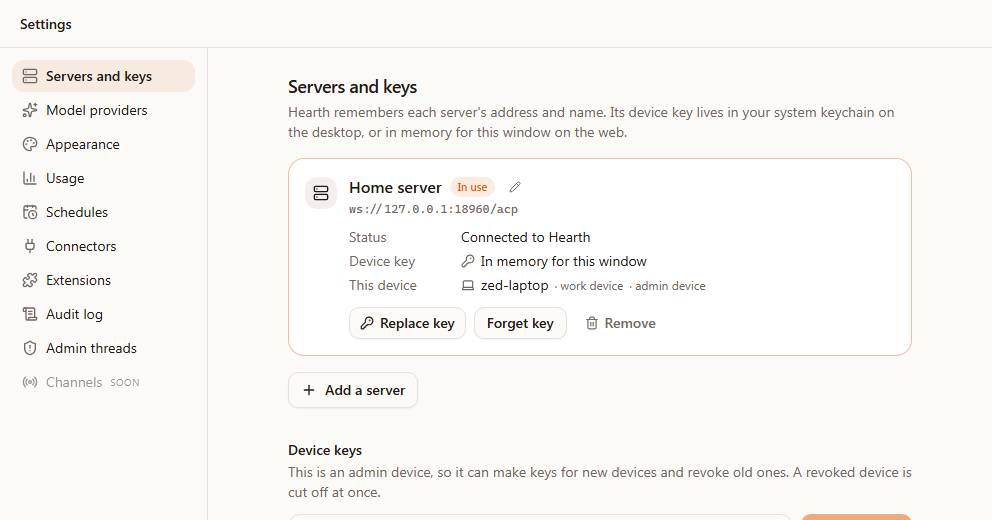 Settings
Servers and keys
Model providers
Appearance
Usage
Schedules
Connectors
Extensions
Audit log
Admin threads
Channels SOON
Servers and keys
Hearth remembers each server's address and name. Its device key lives in your system keychain on
the desktop, or in memory for this window on the web.
Home server In use
ws://127.0.0.1:18960/acp
Status Connected to Hearth
Device key In memory for this window
This device zed-laptop · work device · admin device
Replace key Forget key Remove
Add a server
Device keys
This is an admin device, so it can make keys for new devices and revoke old ones. A revoked device is
cut off at once.